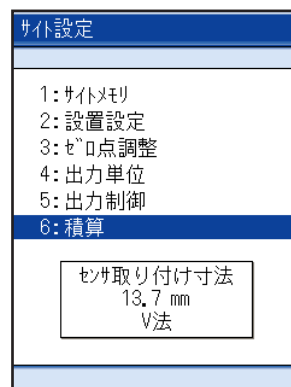 ｻｲﾄ設定
1:ｻｲﾄﾒﾓﾘ
2:設置設定
3:ｾﾞﾛ点調整
4:出力単位
5:出力制御
6:積算
ｾﾝｻ取り付け寸法
13.7 mm
V法